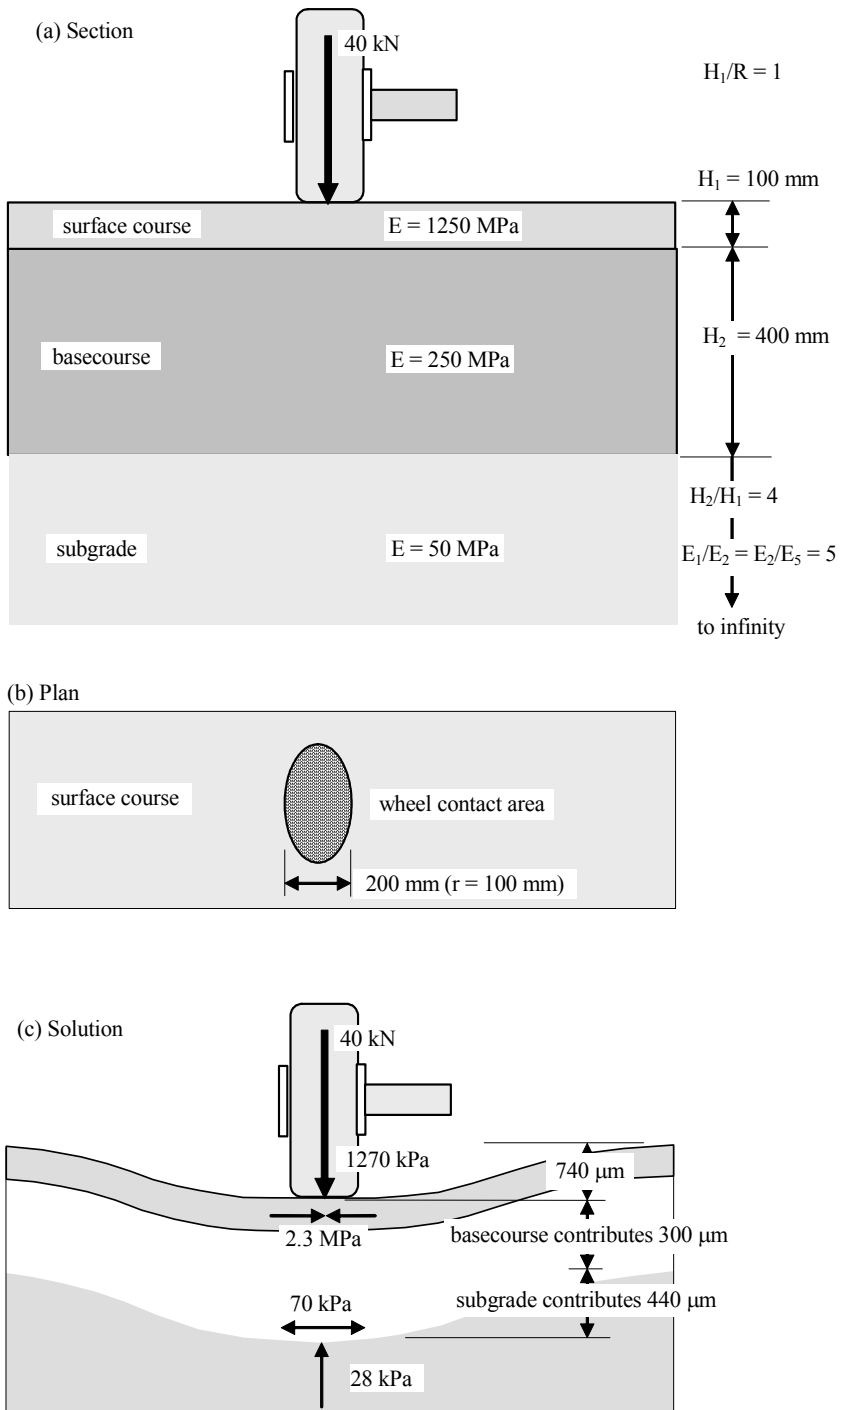 (a) Section
40 kN
H₁/R = 1
H₁ = 100 mm
surface course
E = 1250 MPa
H₂ = 400 mm
basecourse
E = 250 MPa
H₂/H₁ = 4
subgrade
E = 50 MPa
E₁/E₂ = E₂/E₅ = 5
to infinity
(b) Plan
surface course
wheel contact area
200 mm (r = 100 mm)
(c) Solution
40 kN
1270 kPa
740 μm
2.3 MPa
basecourse contributes 300 μm
subgrade contributes 440 μm
70 kPa
28 kPa